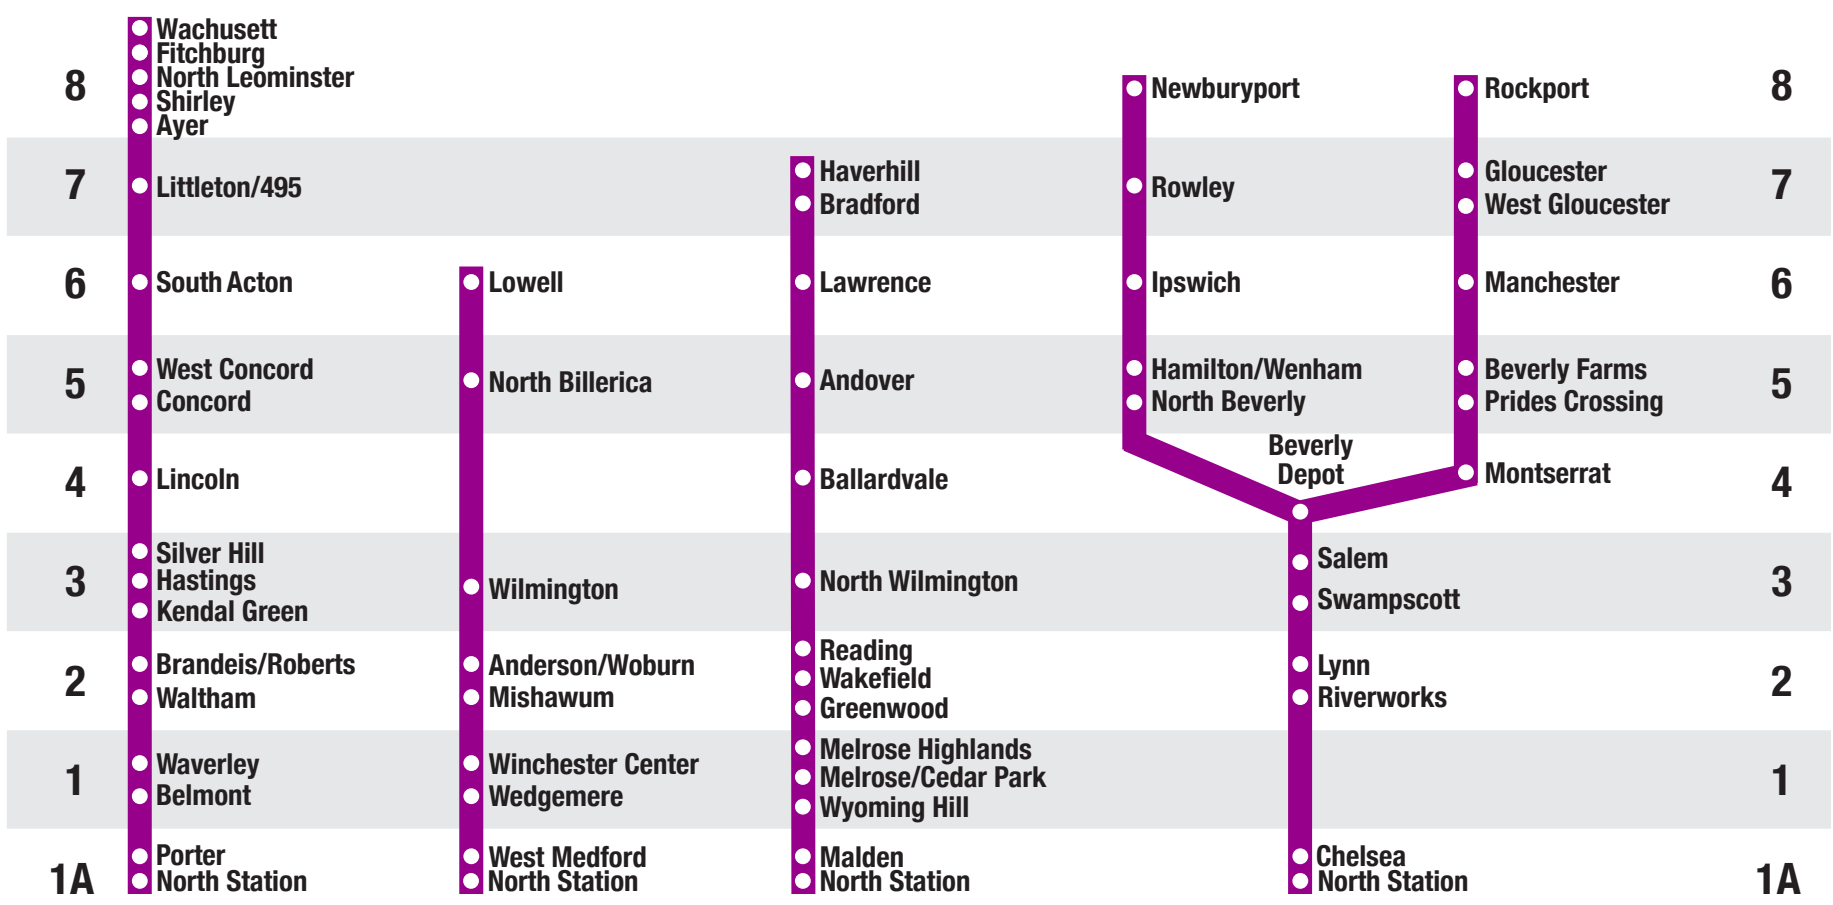 8
Wachusett
Fitchburg
North Leominster
Shirley
Ayer
Newburyport
Rockport
8
7
Littleton/495
Haverhill
Bradford
Rowley
Gloucester
West Gloucester
7
6
South Acton
Lowell
Lawrence
Ipswich
Manchester
6
5
West Concord
Concord
North Billerica
Andover
Hamilton/Wenham
North Beverly
Beverly Farms
Prides Crossing
5
4
Lincoln
Ballardvale
Beverly
Depot
Montserrat
4
3
Silver Hill
Hastings
Kendal Green
Wilmington
North Wilmington
Salem
Swampscott
3
2
Brandeis/Roberts
Waltham
Anderson/Woburn
Mishawum
Reading
Wakefield
Greenwood
Lynn
Riverworks
2
1
Waverley
Belmont
Winchester Center
Wedgemere
Melrose Highlands
Melrose/Cedar Park
Wyoming Hill
1
1A
Porter
North Station
West Medford
North Station
Malden
North Station
Chelsea
North Station
1A